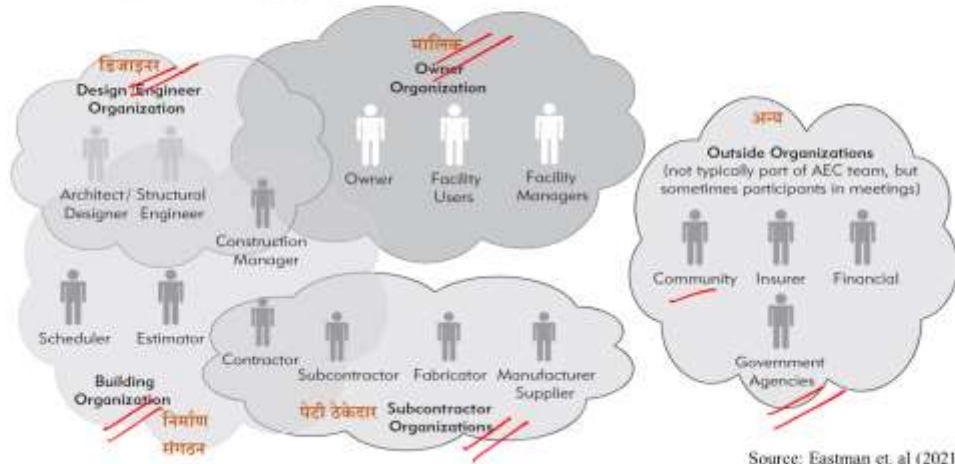 डिजाइनर
Design/Engineer
Organization
Architect/
Designer
Structural
Engineer
मालिक
Owner
Organization
Owner
Facility
Users
Facility
Managers
Construction
Manager
Scheduler
Estimator
Building
Organization
निर्माण
संगठन
Contractor
Subcontractor
Fabricator
Manufacturer
Supplier
पेटी ठेकेदार
Subcontractor
Organizations
अन्य
Outside Organizations
(not typically part of AEC team, but
sometimes participants in meetings)
Community
Insurer
Financial
Government
Agencies
Source: Eastman et. al (2021